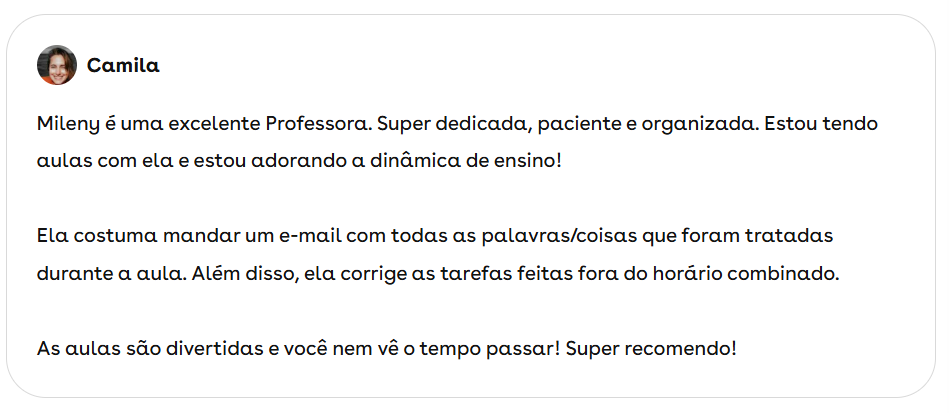 Camila
Mileny é uma excelente Professora. Super dedicada, paciente e organizada. Estou tendo
aulas com ela e estou adorando a dinâmica de ensino!
Ela costuma mandar um e-mail com todas as palavras/coisas que foram tratadas
durante a aula. Além disso, ela corrige as tarefas feitas fora do horário combinado.
As aulas são divertidas e você nem vê o tempo passar! Super recomendo!